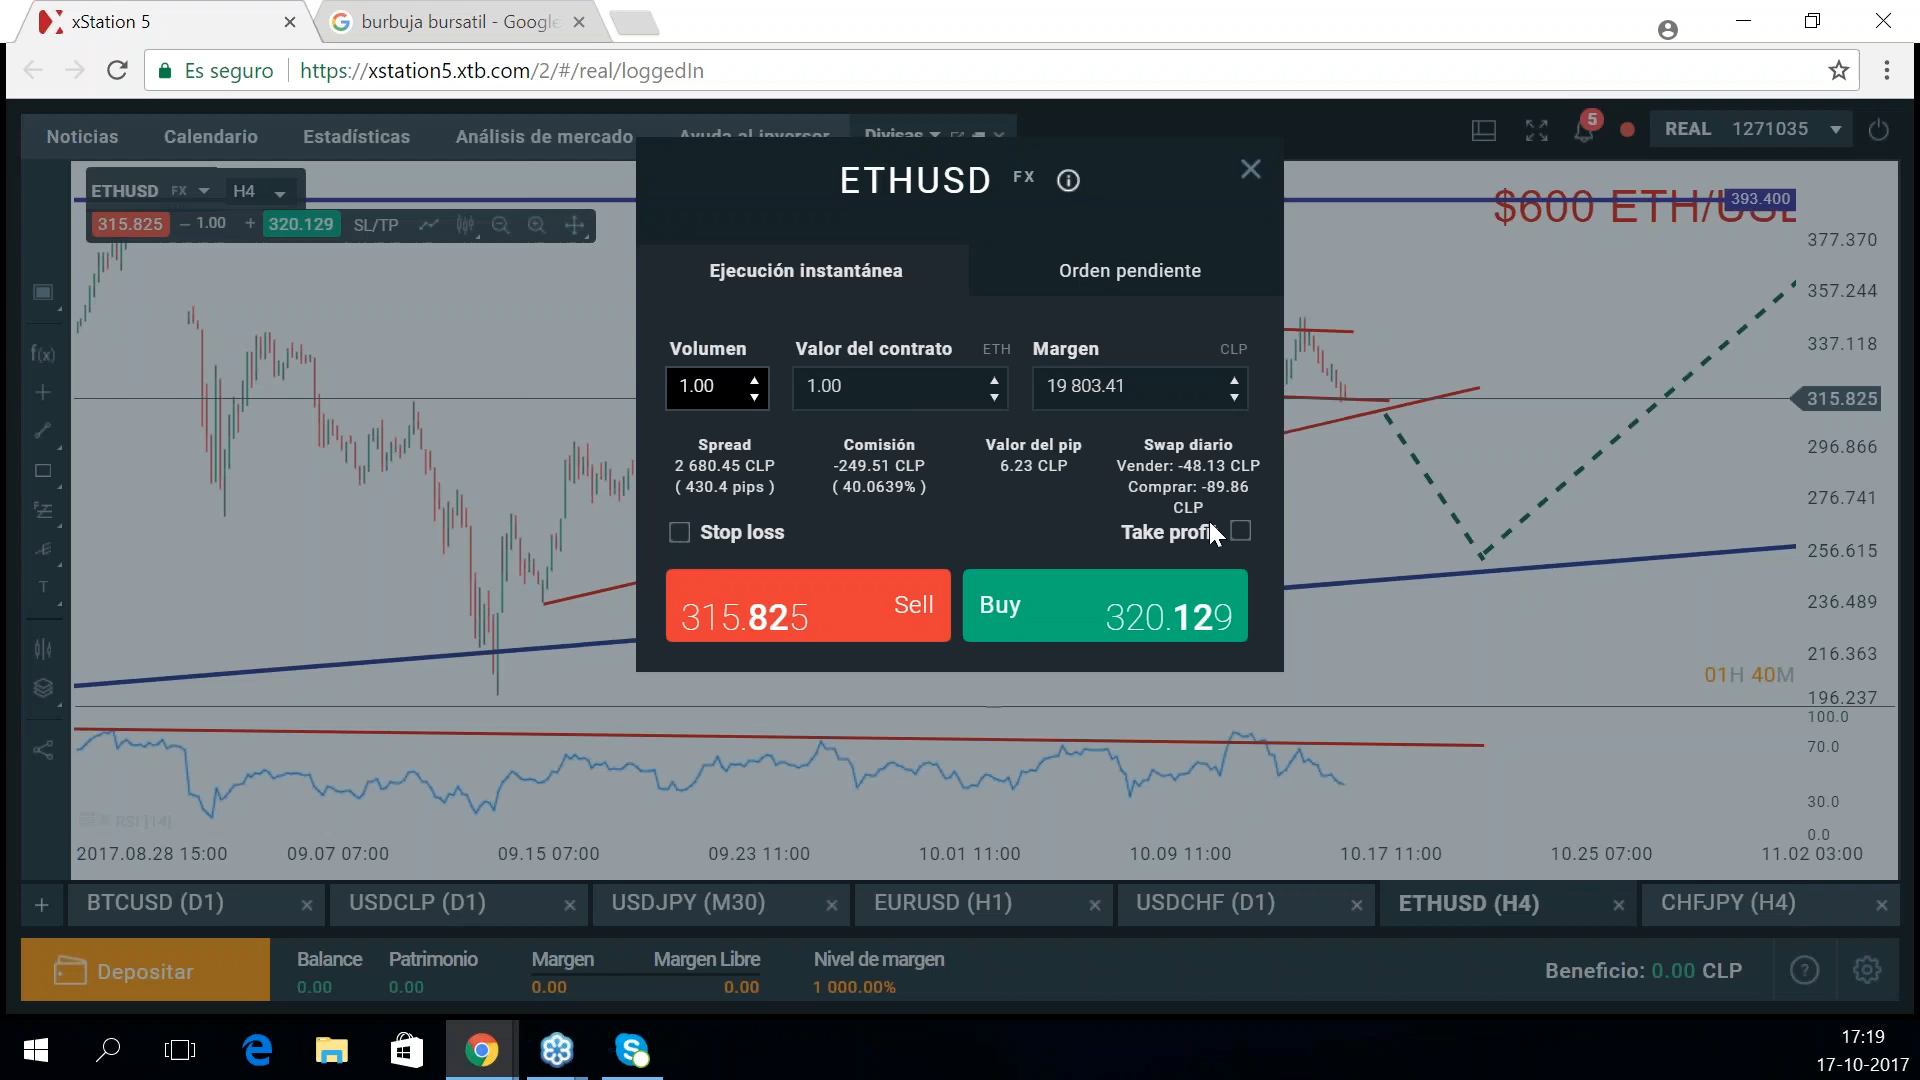 xStation 5
burbuja bursatil - Google
Es seguro
https://xstation5.xtb.com/2/#/real/loggedIn
Noticias
Calendario
Estadísticas
Análisis de mercado
Ayuda al inversor
Divisas
5
REAL 1271035
ETHUSD FX H4
315.825 – 1.00 + 320.129 SL/TP
ETHUSD FX
Ejecución instantánea
Orden pendiente
Volumen
Valor del contrato ETH
Margen CLP
1.00
1.00
19 803.41
Spread
2 680.45 CLP
( 430.4 pips )
Comisión
-249.51 CLP
( 40.0639% )
Valor del pip
6.23 CLP
Swap diario
Vender: -48.13 CLP
Comprar: -89.86
CLP
Stop loss
Take profit
315.825 Sell
Buy 320.129
$600 ETH/USD
393.400
377.370
357.244
337.118
315.825
296.866
276.741
256.615
236.489
216.363
196.237
01H 40M
100.0
70.0
30.0
0.0
f(x)
T
RSI [14]
2017.08.28 15:00
09.07 07:00
09.15 07:00
09.23 11:00
10.01 11:00
10.09 11:00
10.17 11:00
10.25 07:00
11.02 03:00
BTCUSD (D1)
USDCLP (D1)
USDJPY (M30)
EURUSD (H1)
USDCHF (D1)
ETHUSD (H4)
CHFJPY (H4)
Depositar
Balance
0.00
Patrimonio
0.00
Margen
0.00
Margen Libre
0.00
Nivel de margen
1 000.00%
Beneficio: 0.00 CLP
17:19
17-10-2017